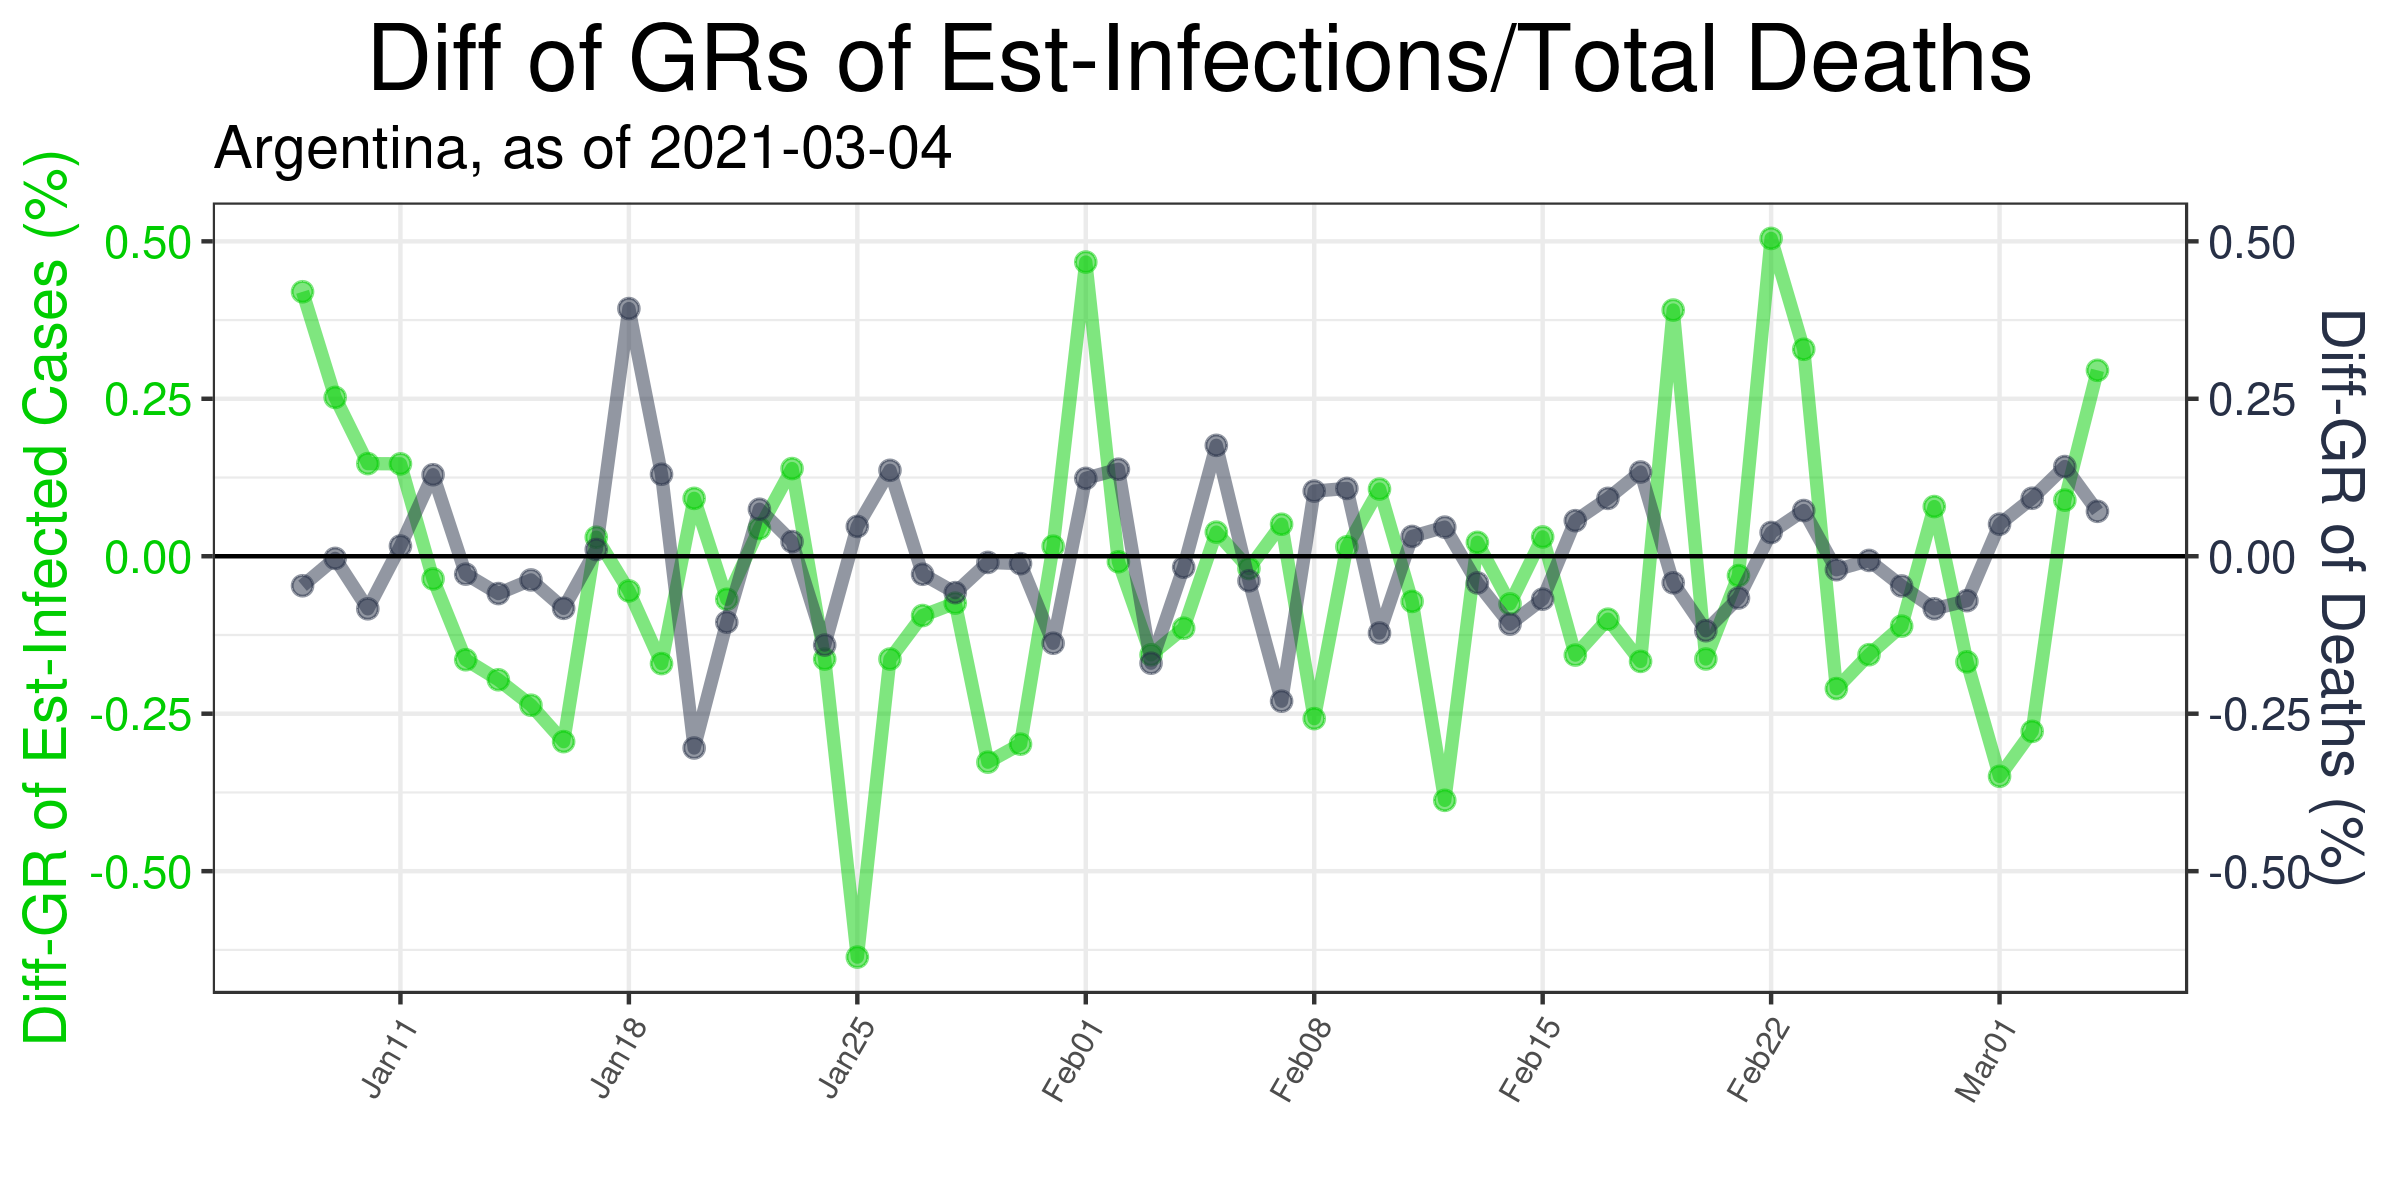 Diff of GRs of Est-Infections/Total Deaths
Argentina, as of 2021-03-04
Diff-GR of Est-Infected Cases (%)
0.50
0.25
0.00
-0.25
-0.50
0.50
0.25
0.00
-0.25
-0.50
Diff-GR of Deaths (%)
Jan11
Jan18
Jan25
Feb01
Feb08
Feb15
Feb22
Mar01